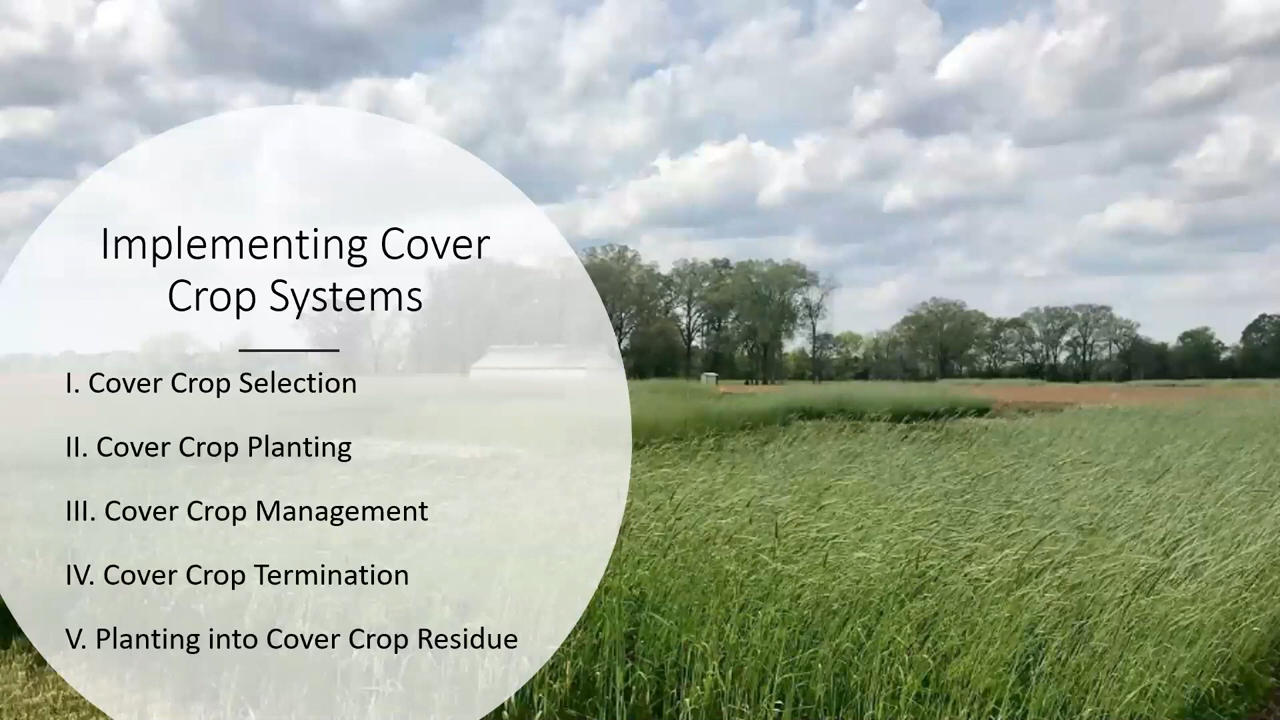 Implementing Cover
Crop Systems
I. Cover Crop Selection
II. Cover Crop Planting
III. Cover Crop Management
IV. Cover Crop Termination
V. Planting into Cover Crop Residue